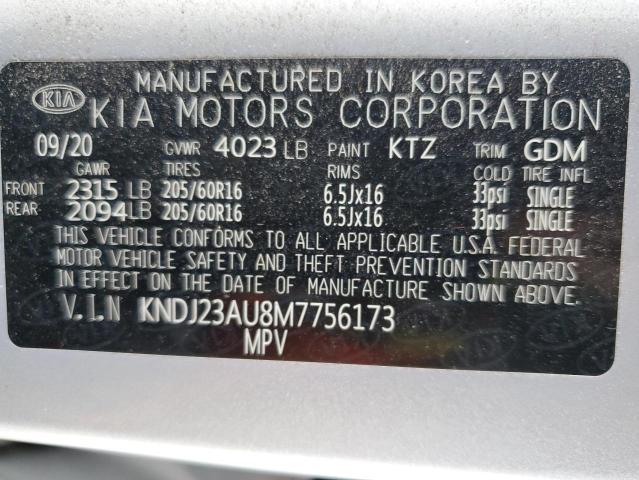 KIA MANUFACTURED IN KOREA BY
KIA MOTORS CORPORATION
09/20 GVWR 4023 LB PAINT KTZ TRIM GDM
GAWR TIRES RIMS COLD TIRE INFL
FRONT 2315 LB 205/60R16 6.5Jx16 33psi SINGLE
REAR 2094 LB 205/60R16 6.5Jx16 33psi SINGLE
THIS VEHICLE CONFORMS TO ALL APPLICABLE U.S.A. FEDERAL
MOTOR VEHICLE SAFETY AND THEFT PREVENTION STANDARDS
IN EFFECT ON THE DATE OF MANUFACTURE SHOWN ABOVE.
V.I.N KNDJ23AU8M7756173
MPV